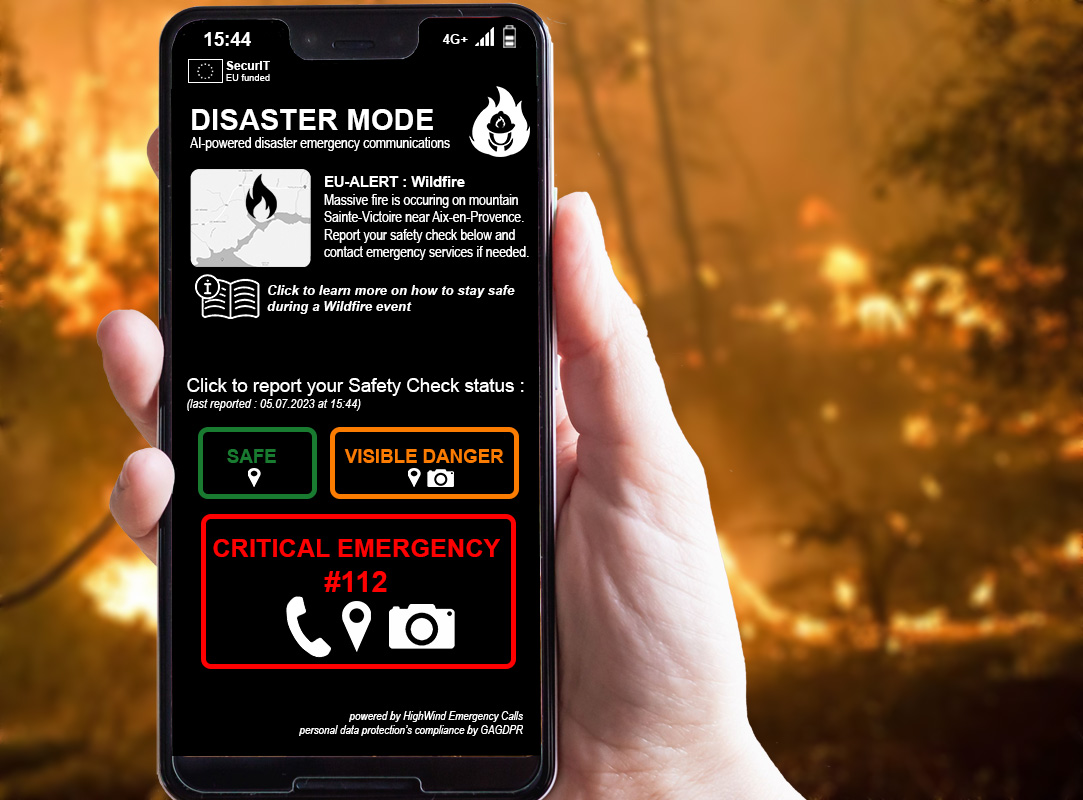 15:44
4G+
SecurIT
EU funded
DISASTER MODE
AI-powered disaster emergency communications
EU-ALERT : Wildfire
Massive fire is occuring on mountain
Sainte-Victoire near Aix-en-Provence.
Report your safety check below and
contact emergency services if needed.
Click to learn more on how to stay safe
during a Wildfire event
Click to report your Safety Check status :
(last reported : 05.07.2023 at 15:44)
SAFE
VISIBLE DANGER
CRITICAL EMERGENCY
#112
powered by HighWind Emergency Calls
personal data protection's compliance by GAGDPR